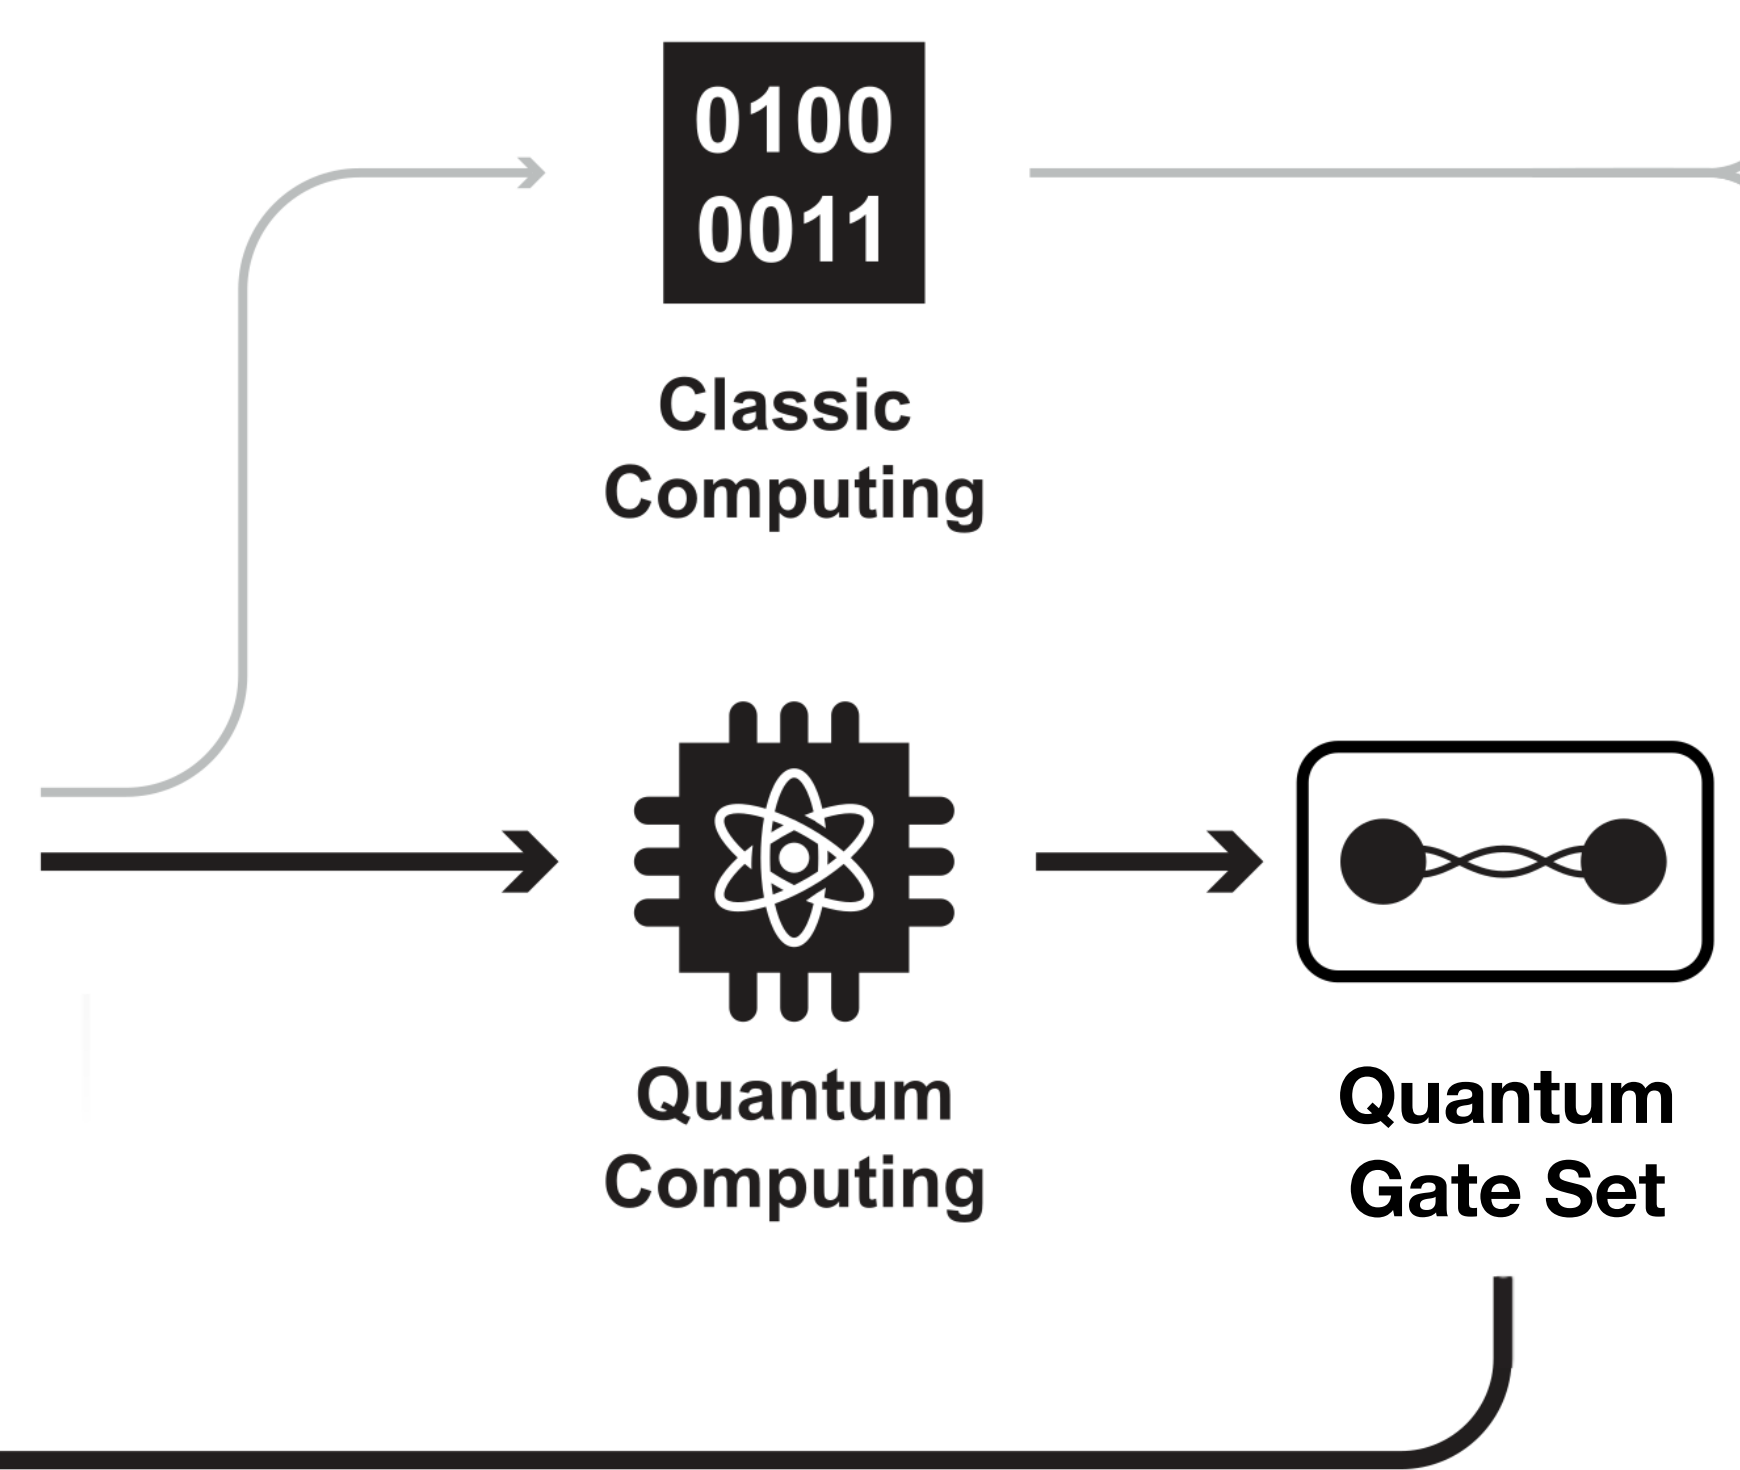 0100
0011
Classic
Computing
Quantum
Computing
Quantum
Gate Set